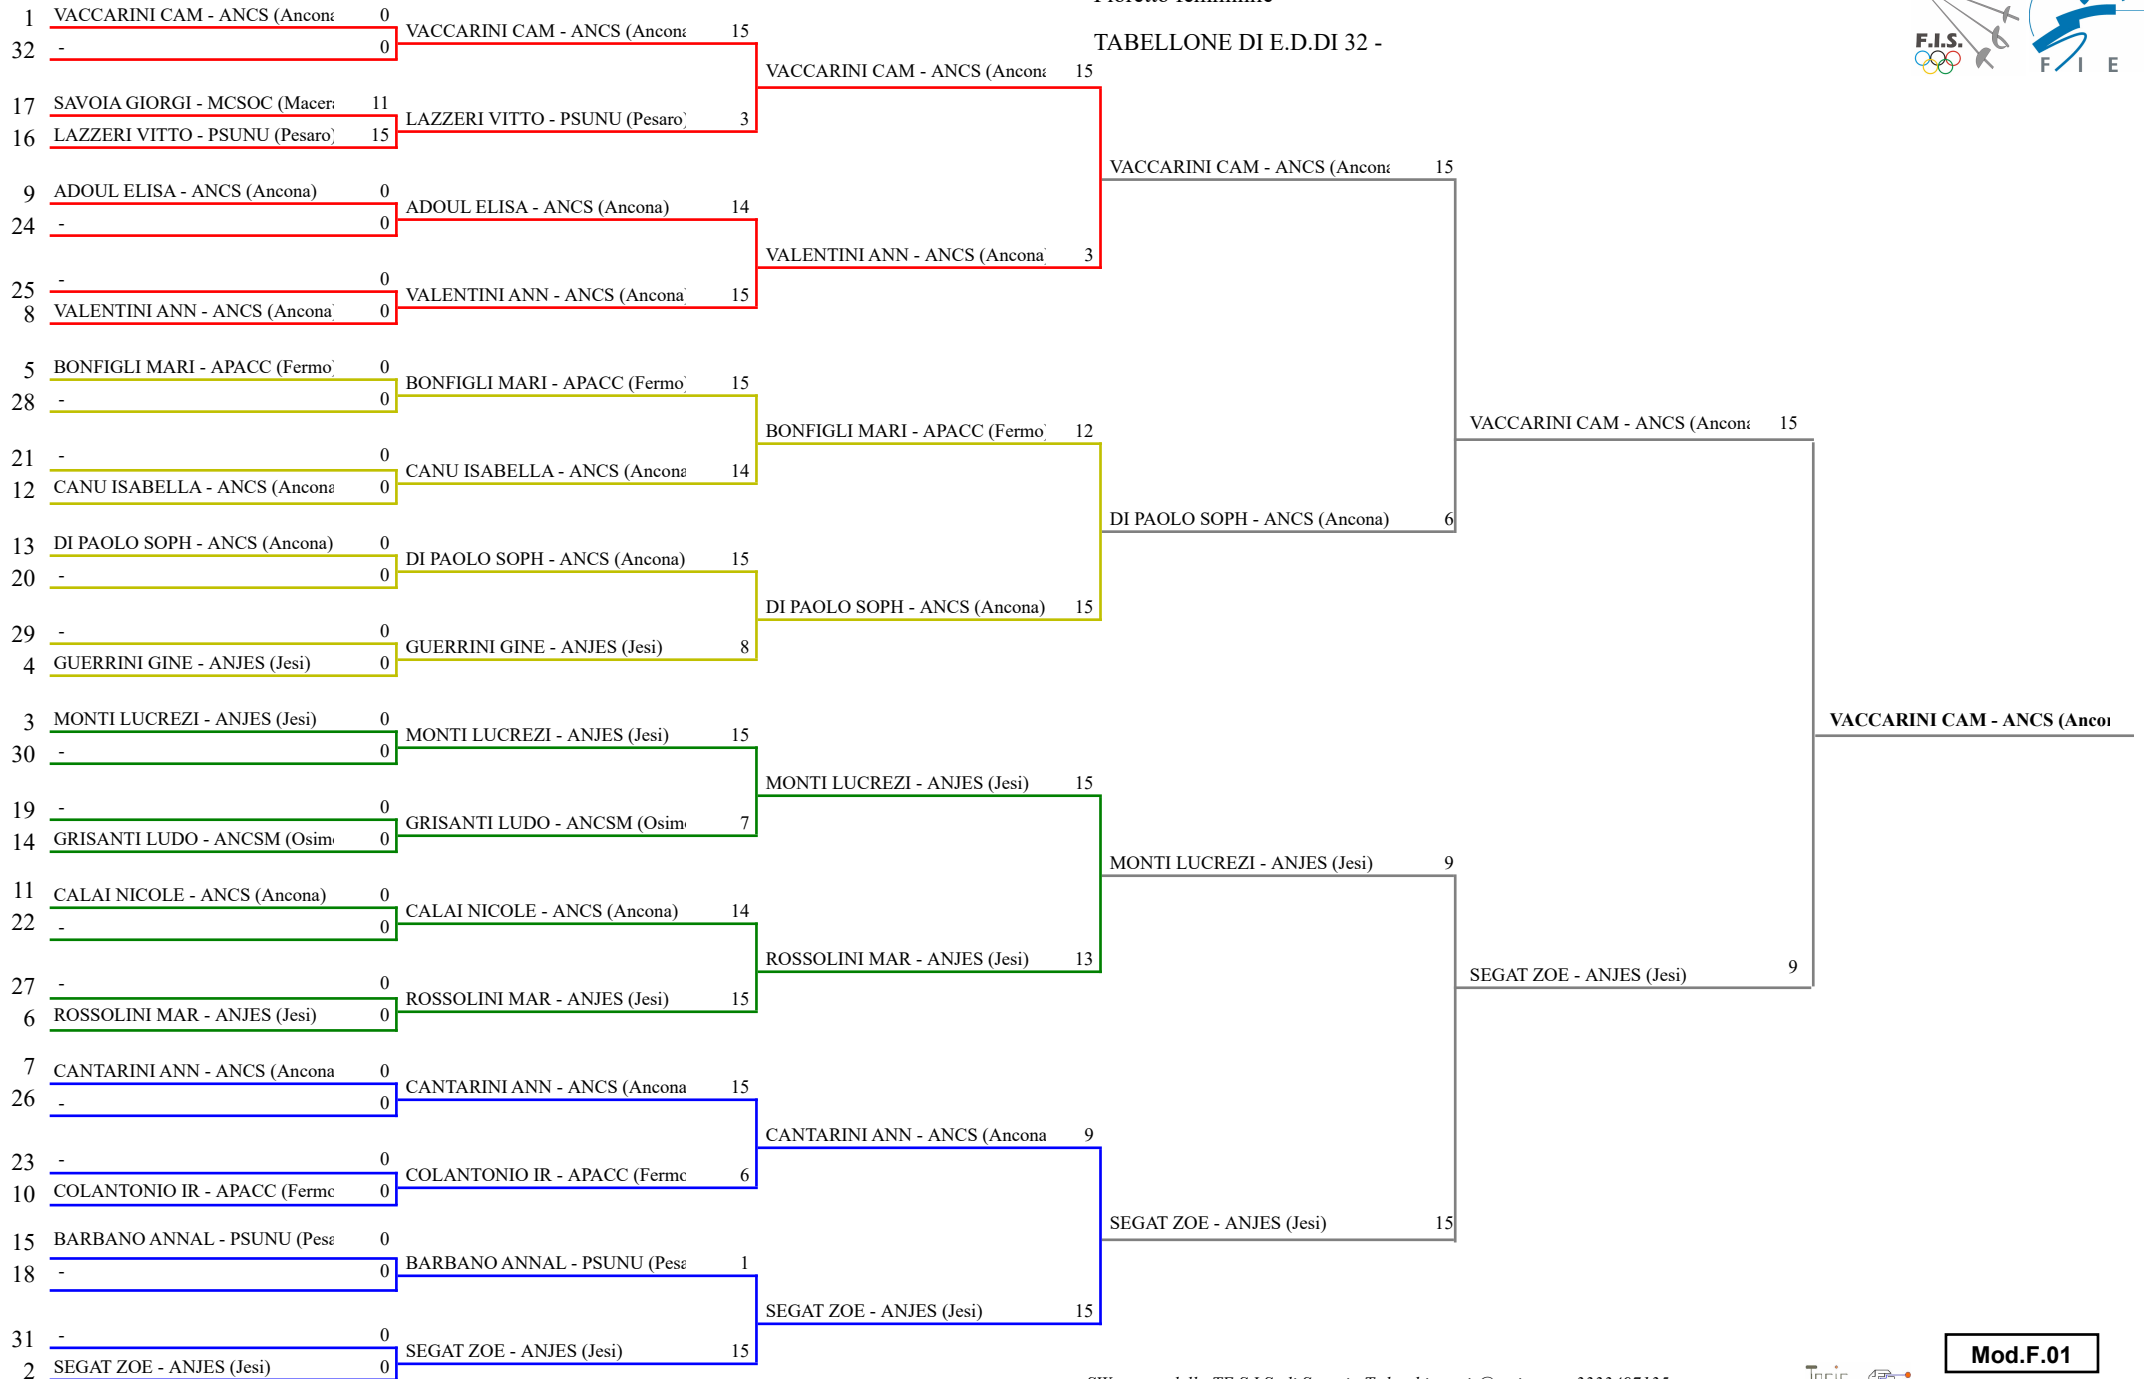 TABELLONE DI E.D.DI 32 -
F.I.S.
F I E
1 VACCARINI CAM - ANCS (Ancona 0
32 - 0
17 SAVOIA GIORGI - MCSOC (Macer 11
16 LAZZERI VITTO - PSUNU (Pesaro) 15
9 ADOUL ELISA - ANCS (Ancona) 0
24 - 0
25 - 0
8 VALENTINI ANN - ANCS (Ancona) 0
5 BONFIGLI MARI - APACC (Fermo) 0
28 - 0
21 - 0
12 CANU ISABELLA - ANCS (Ancona 0
13 DI PAOLO SOPH - ANCS (Ancona) 0
20 - 0
29 - 0
4 GUERRINI GINE - ANJES (Jesi) 0
3 MONTI LUCREZI - ANJES (Jesi) 0
30 - 0
19 - 0
14 GRISANTI LUDO - ANCSM (Osim 0
11 CALAI NICOLE - ANCS (Ancona) 0
22 - 0
27 - 0
6 ROSSOLINI MAR - ANJES (Jesi) 0
7 CANTARINI ANN - ANCS (Ancona 0
26 - 0
23 - 0
10 COLANTONIO IR - APACC (Fermo 0
15 BARBANO ANNAL - PSUNU (Pesa 0
18 - 0
31 - 0
2 SEGAT ZOE - ANJES (Jesi) 0
VACCARINI CAM - ANCS (Ancona 15
LAZZERI VITTO - PSUNU (Pesaro) 3
ADOUL ELISA - ANCS (Ancona) 14
VALENTINI ANN - ANCS (Ancona) 15
BONFIGLI MARI - APACC (Fermo) 15
CANU ISABELLA - ANCS (Ancona 14
DI PAOLO SOPH - ANCS (Ancona) 15
GUERRINI GINE - ANJES (Jesi) 8
MONTI LUCREZI - ANJES (Jesi) 15
GRISANTI LUDO - ANCSM (Osim 7
CALAI NICOLE - ANCS (Ancona) 14
ROSSOLINI MAR - ANJES (Jesi) 15
CANTARINI ANN - ANCS (Ancona 15
COLANTONIO IR - APACC (Fermo 6
BARBANO ANNAL - PSUNU (Pesa 1
SEGAT ZOE - ANJES (Jesi) 15
VACCARINI CAM - ANCS (Ancona 15
VALENTINI ANN - ANCS (Ancona) 3
BONFIGLI MARI - APACC (Fermo) 12
DI PAOLO SOPH - ANCS (Ancona) 15
MONTI LUCREZI - ANJES (Jesi) 15
ROSSOLINI MAR - ANJES (Jesi) 13
CANTARINI ANN - ANCS (Ancona 9
SEGAT ZOE - ANJES (Jesi) 15
VACCARINI CAM - ANCS (Ancona 15
DI PAOLO SOPH - ANCS (Ancona) 6
MONTI LUCREZI - ANJES (Jesi) 9
SEGAT ZOE - ANJES (Jesi) 15
VACCARINI CAM - ANCS (Ancona 15
SEGAT ZOE - ANJES (Jesi) 9
VACCARINI CAM - ANCS (Ancon
Mod.F.01